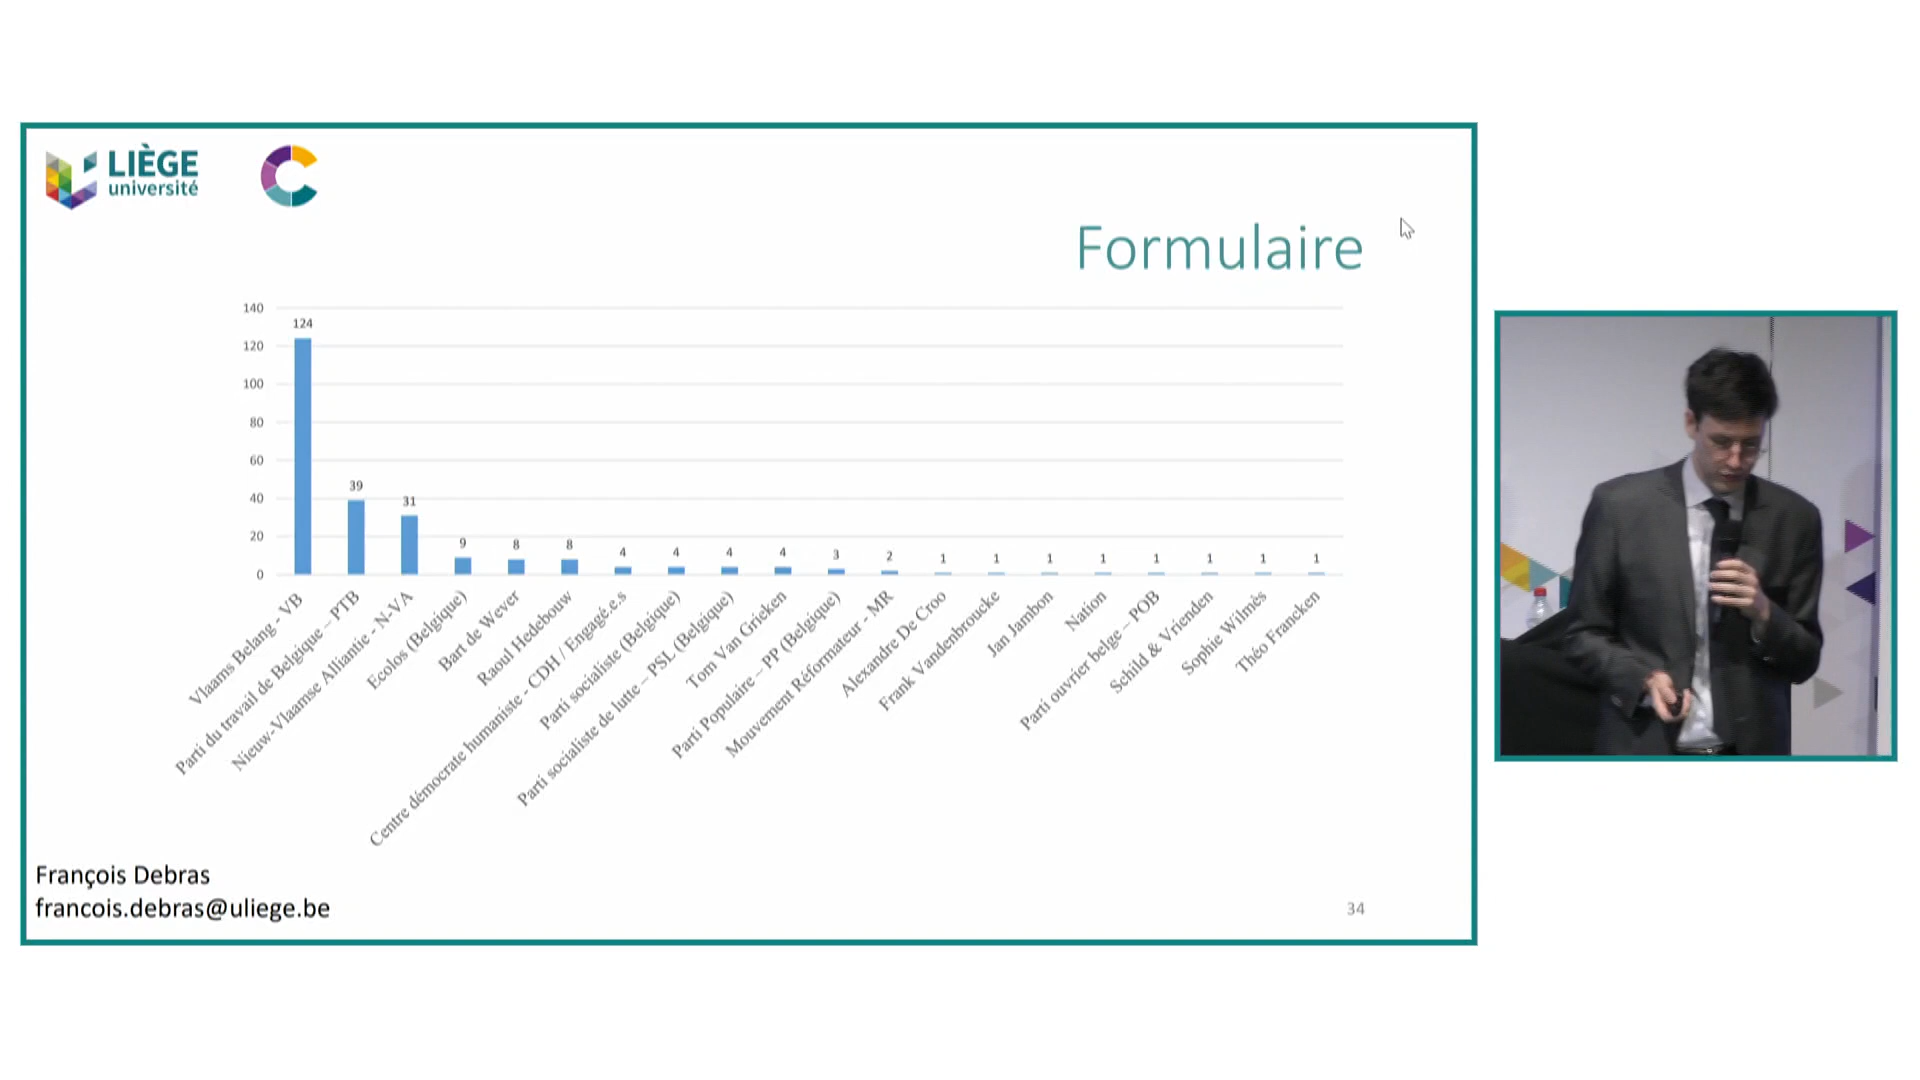 LIÈGE
université
Formulaire
140
120
100
80
60
40
20
0
124
39
31
9
8
8
4
4
4
4
3
2
1
1
1
1
1
1
1
1
Vlaams Belang - VB
Parti du travail de Belgique – PTB
Nieuw-Vlaamse Alliantie - N-VA
Ecolos (Belgique)
Bart de Wever
Raoul Hedebouw
Centre démocrate humaniste - CDH / Engagé.e.s
Parti socialiste (Belgique)
Parti socialiste de lutte – PSL (Belgique)
Tom Van Grieken
Parti Populaire – PP (Belgique)
Mouvement Réformateur - MR
Alexandre De Croo
Frank Vandenbroucke
Jan Jambon
Nation
Parti ouvrier belge – POB
Schild & Vrienden
Sophie Wilmès
Théo Francken
François Debras
francois.debras@uliege.be
34